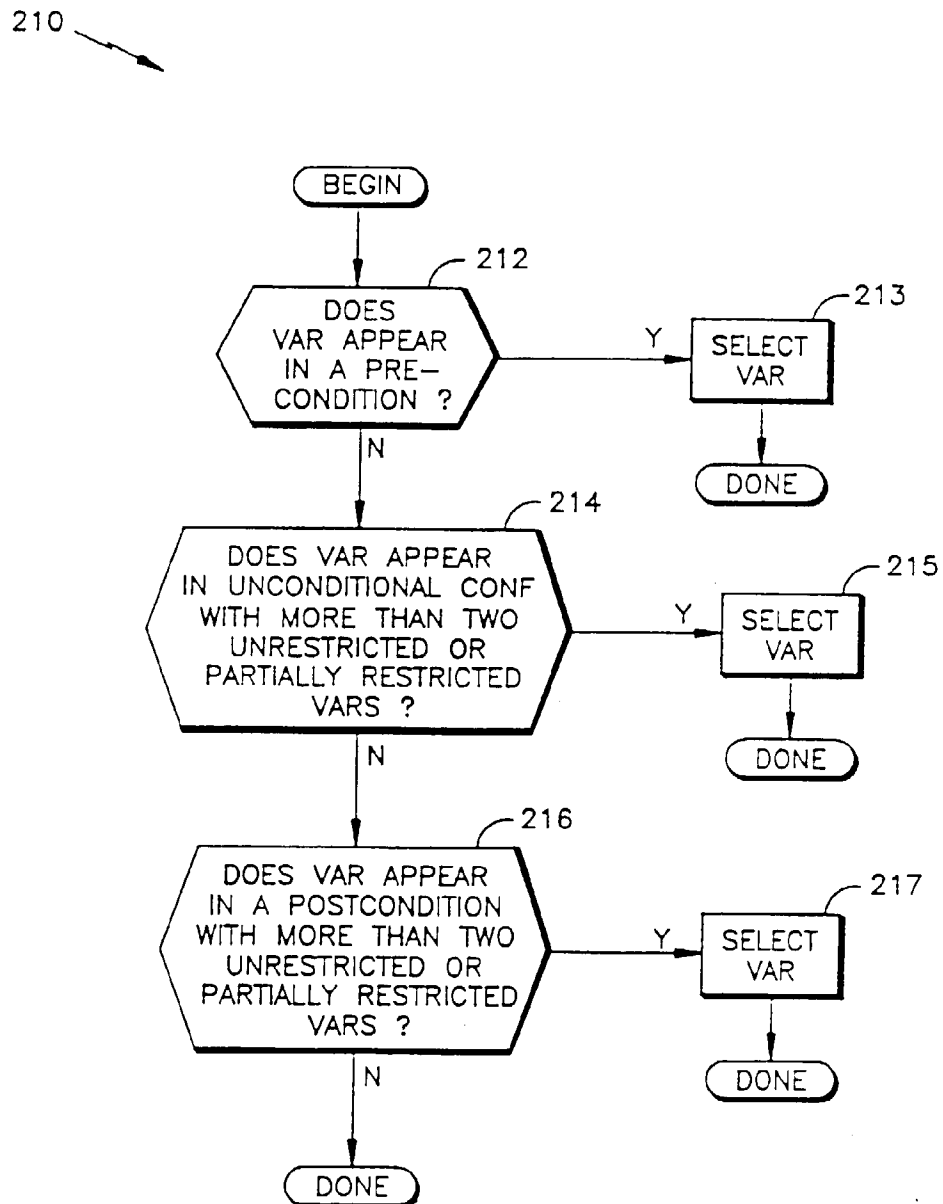 210
BEGIN
212
DOES
VAR APPEAR
IN A PRE-
CONDITION ?
Y
213
SELECT
VAR
DONE
N
214
DOES VAR APPEAR
IN UNCONDITIONAL CONF
WITH MORE THAN TWO
UNRESTRICTED OR
PARTIALLY RESTRICTED
VARS ?
Y
215
SELECT
VAR
DONE
N
216
DOES VAR APPEAR
IN A POSTCONDITION
WITH MORE THAN TWO
UNRESTRICTED OR
PARTIALLY RESTRICTED
VARS ?
Y
217
SELECT
VAR
DONE
N
DONE